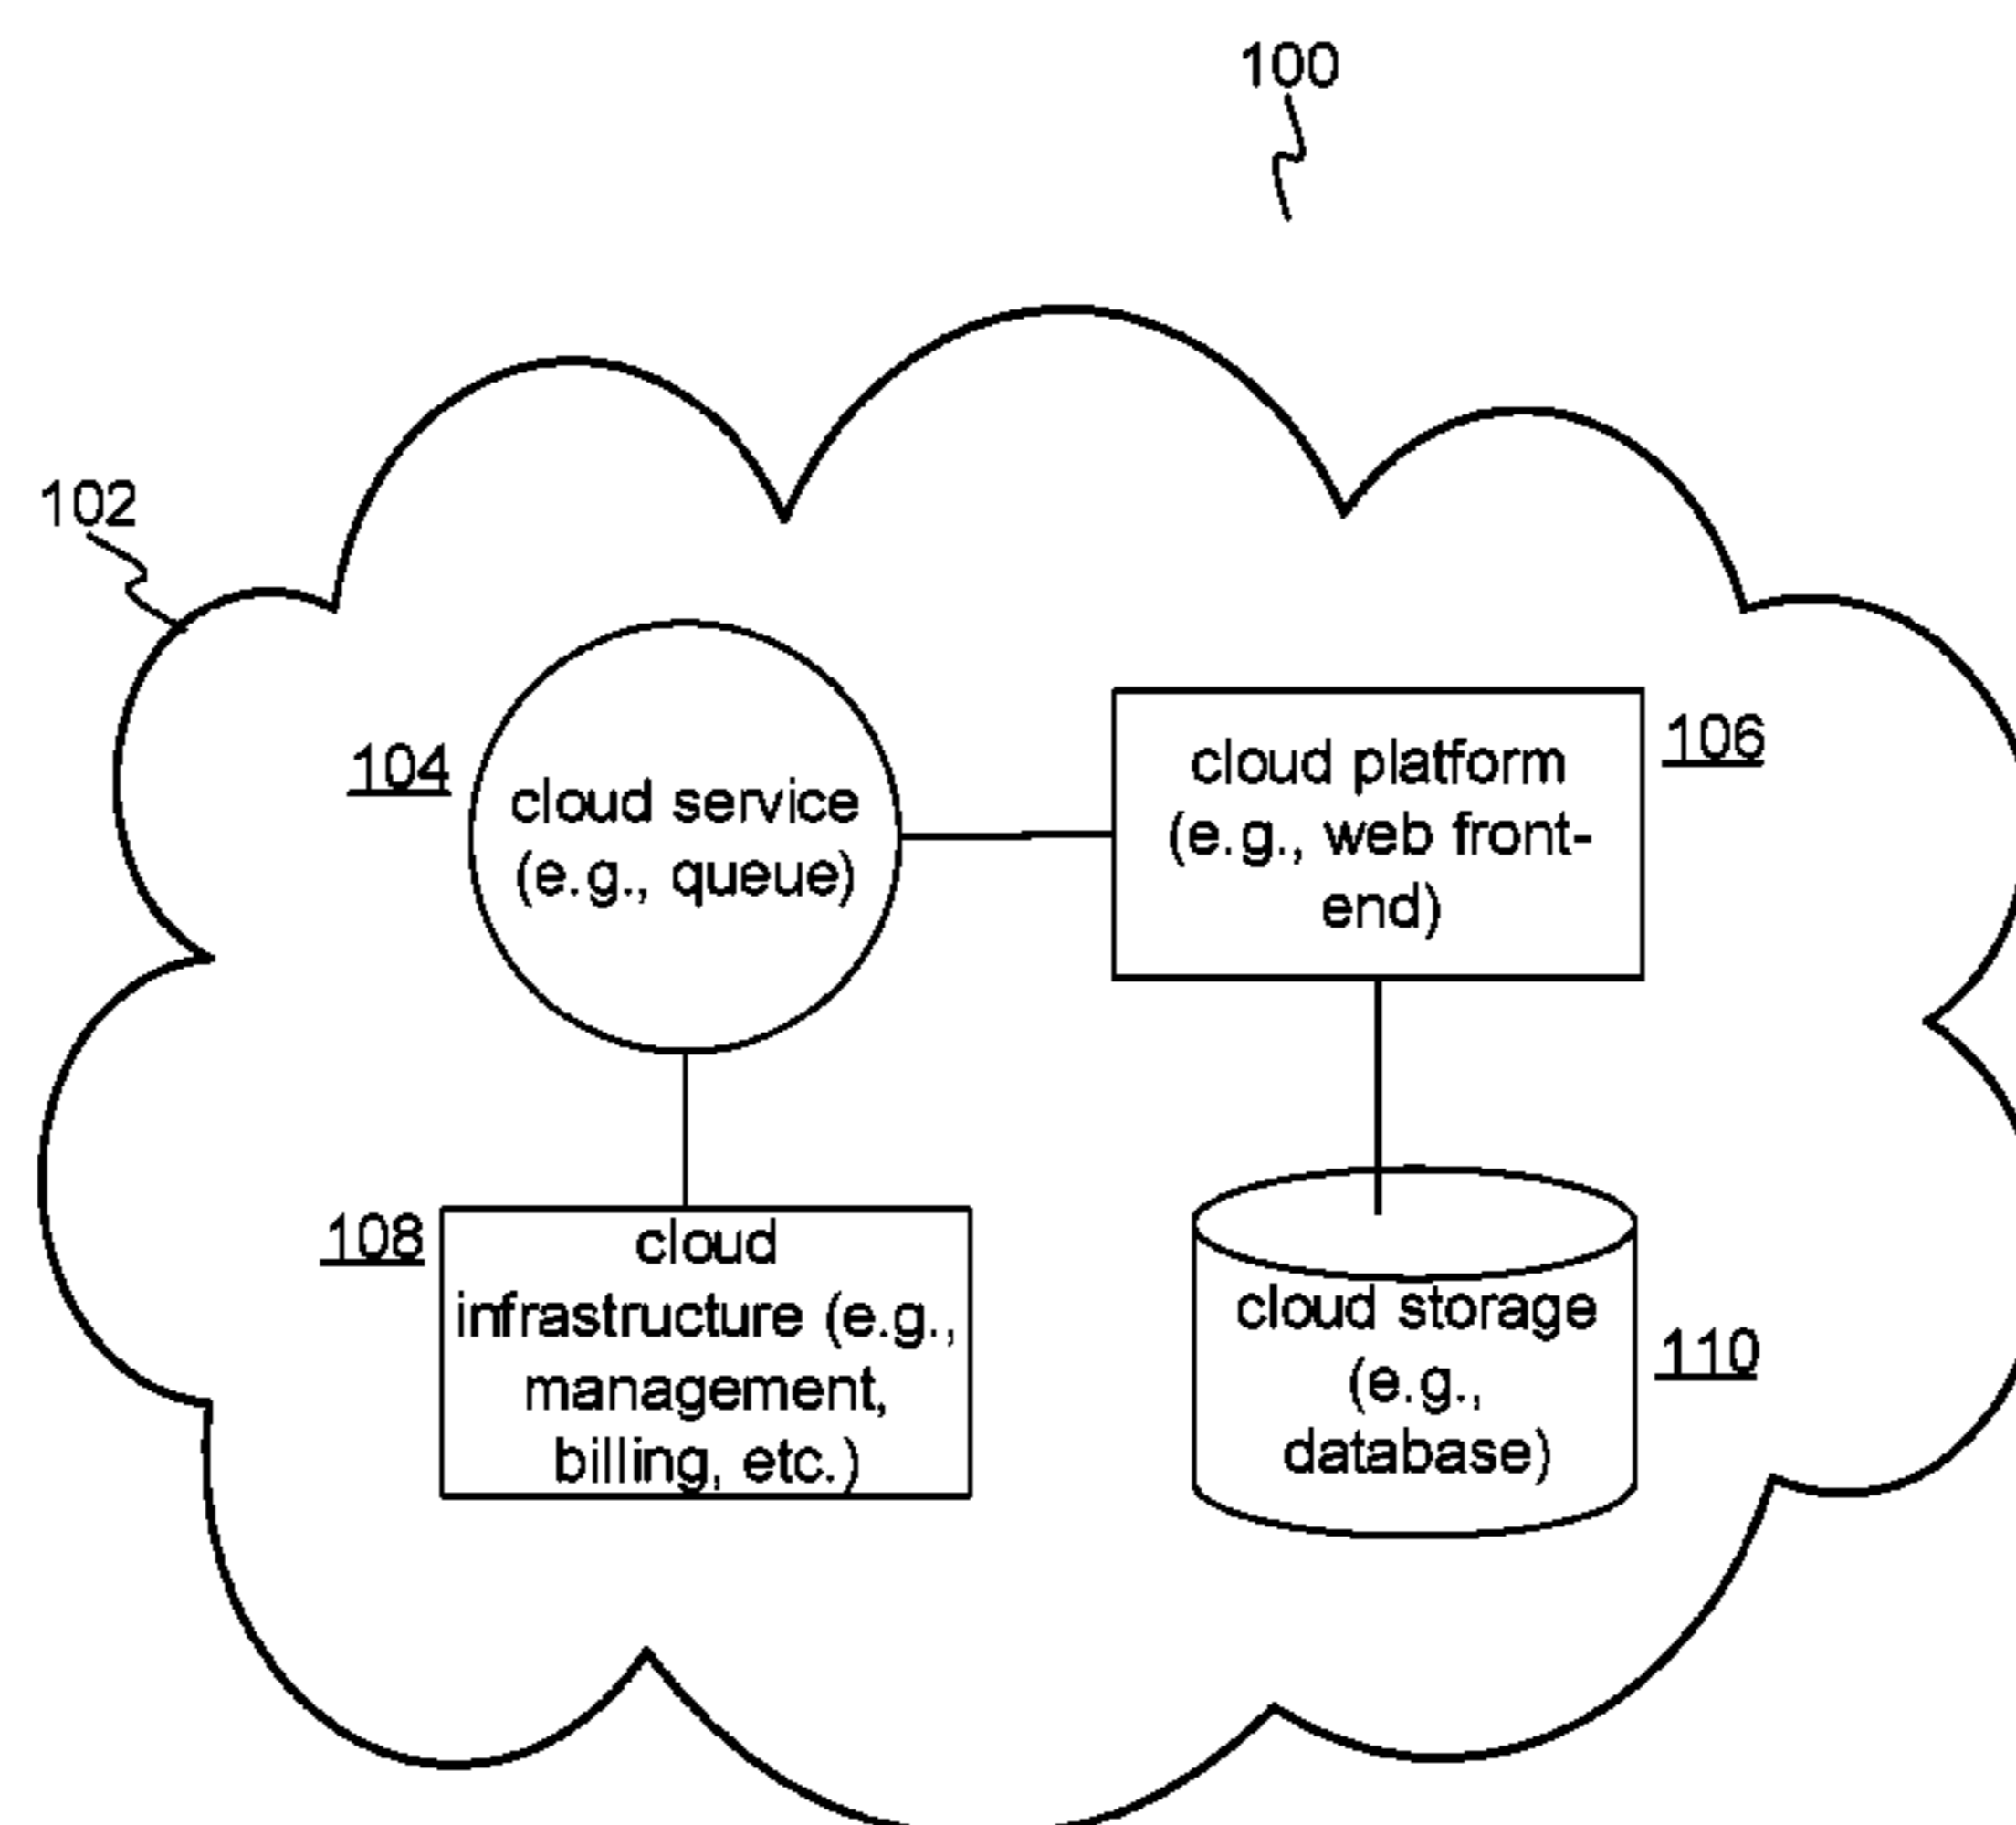 100
102
104
cloud service
(e.g., queue)
cloud platform
(e.g., web front-
end)
106
108
cloud
infrastructure (e.g.,
management,
billing, etc.)
cloud storage
(e.g.,
database)
110